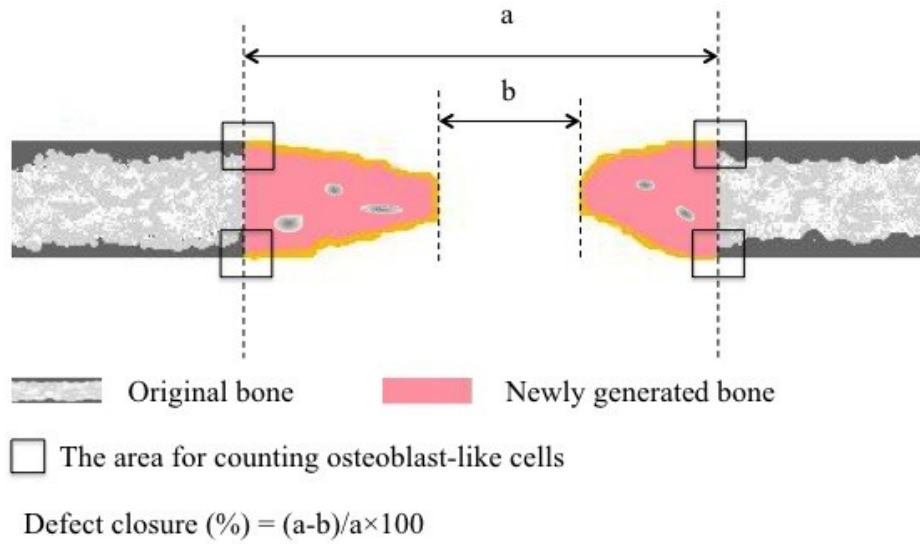 a
b
Original bone
Newly generated bone
The area for counting osteoblast-like cells
Defect closure (%) = (a-b)/a×100